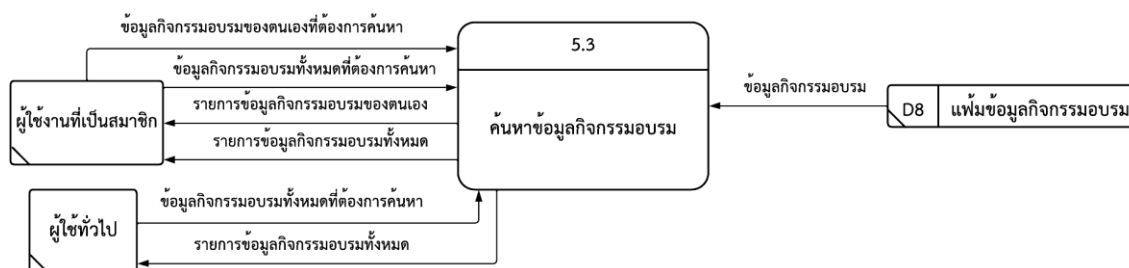 ข้อมูลกิจกรรมอบรมของตนเองที่ต้องการค้นหา
5.3
ข้อมูลกิจกรรมอบรมทั้งหมดที่ต้องการค้นหา
ข้อมูลกิจกรรมอบรม
รายการข้อมูลกิจกรรมอบรมของตนเอง
D8
แฟ้มข้อมูลกิจกรรมอบรม
ผู้ใช้งานที่เป็นสมาชิก
ค้นหาข้อมูลกิจกรรมอบรม
รายการข้อมูลกิจกรรมอบรมทั้งหมด
ข้อมูลกิจกรรมอบรมทั้งหมดที่ต้องการค้นหา
ผู้ใช้ทั่วไป
รายการข้อมูลกิจกรรมอบรมทั้งหมด